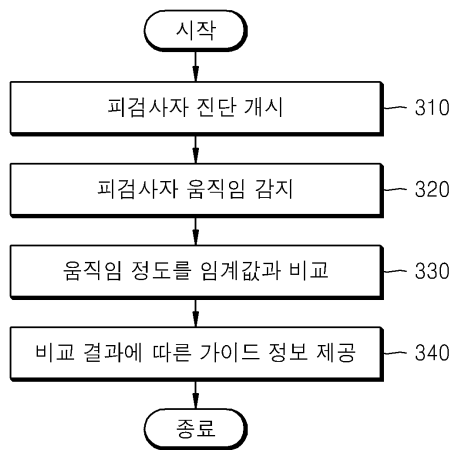 시작
피검사자 진단 개시 310
피검사자 움직임 감지 320
움직임 정도를 임계값과 비교 330
비교 결과에 따른 가이드 정보 제공 340
종료